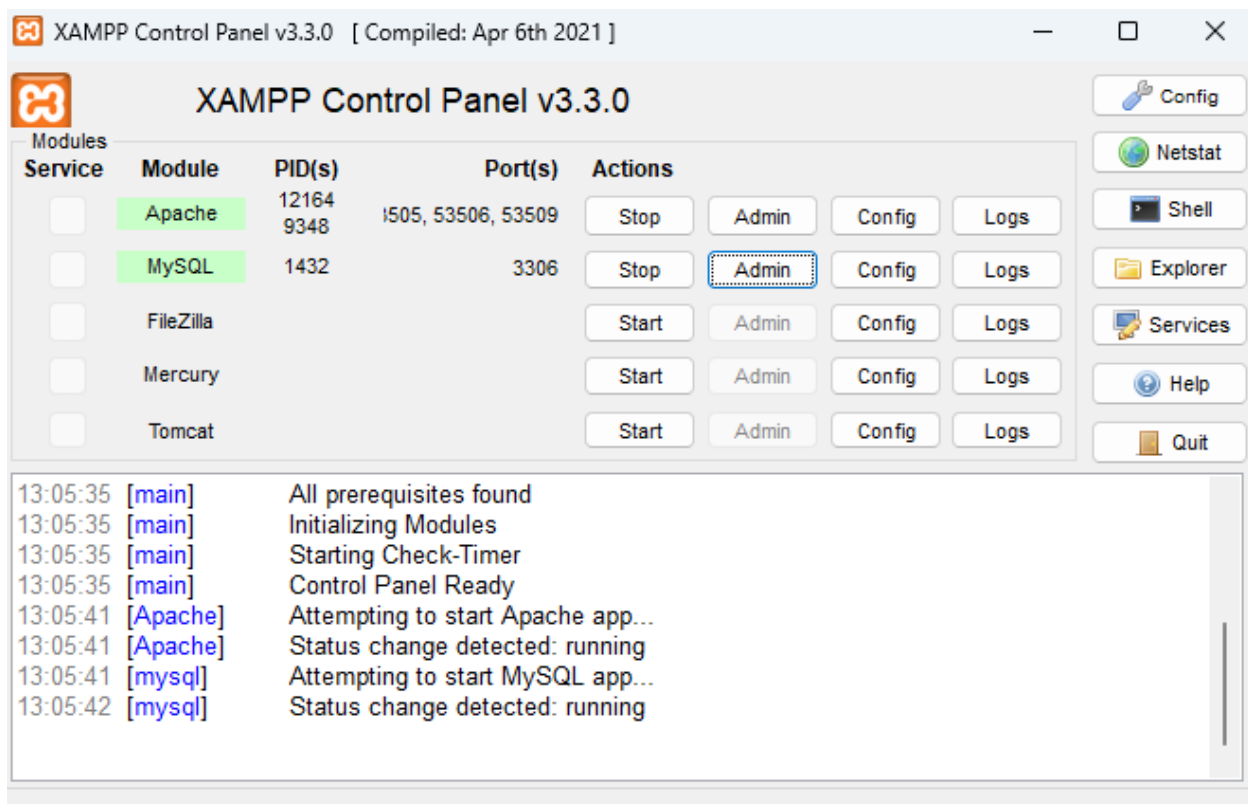 XAMPP Control Panel v3.3.0 [ Compiled: Apr 6th 2021 ]
XAMPP Control Panel v3.3.0
Config
Modules
Service Module PID(s) Port(s) Actions
Netstat
Apache 12164 9348 3505, 53506, 53509 Stop Admin Config Logs
Shell
MySQL 1432 3306 Stop Admin Config Logs
Explorer
FileZilla Start Admin Config Logs
Services
Mercury Start Admin Config Logs
Help
Tomcat Start Admin Config Logs
Quit
13:05:35 [main] All prerequisites found
13:05:35 [main] Initializing Modules
13:05:35 [main] Starting Check-Timer
13:05:35 [main] Control Panel Ready
13:05:41 [Apache] Attempting to start Apache app...
13:05:41 [Apache] Status change detected: running
13:05:41 [mysql] Attempting to start MySQL app...
13:05:42 [mysql] Status change detected: running